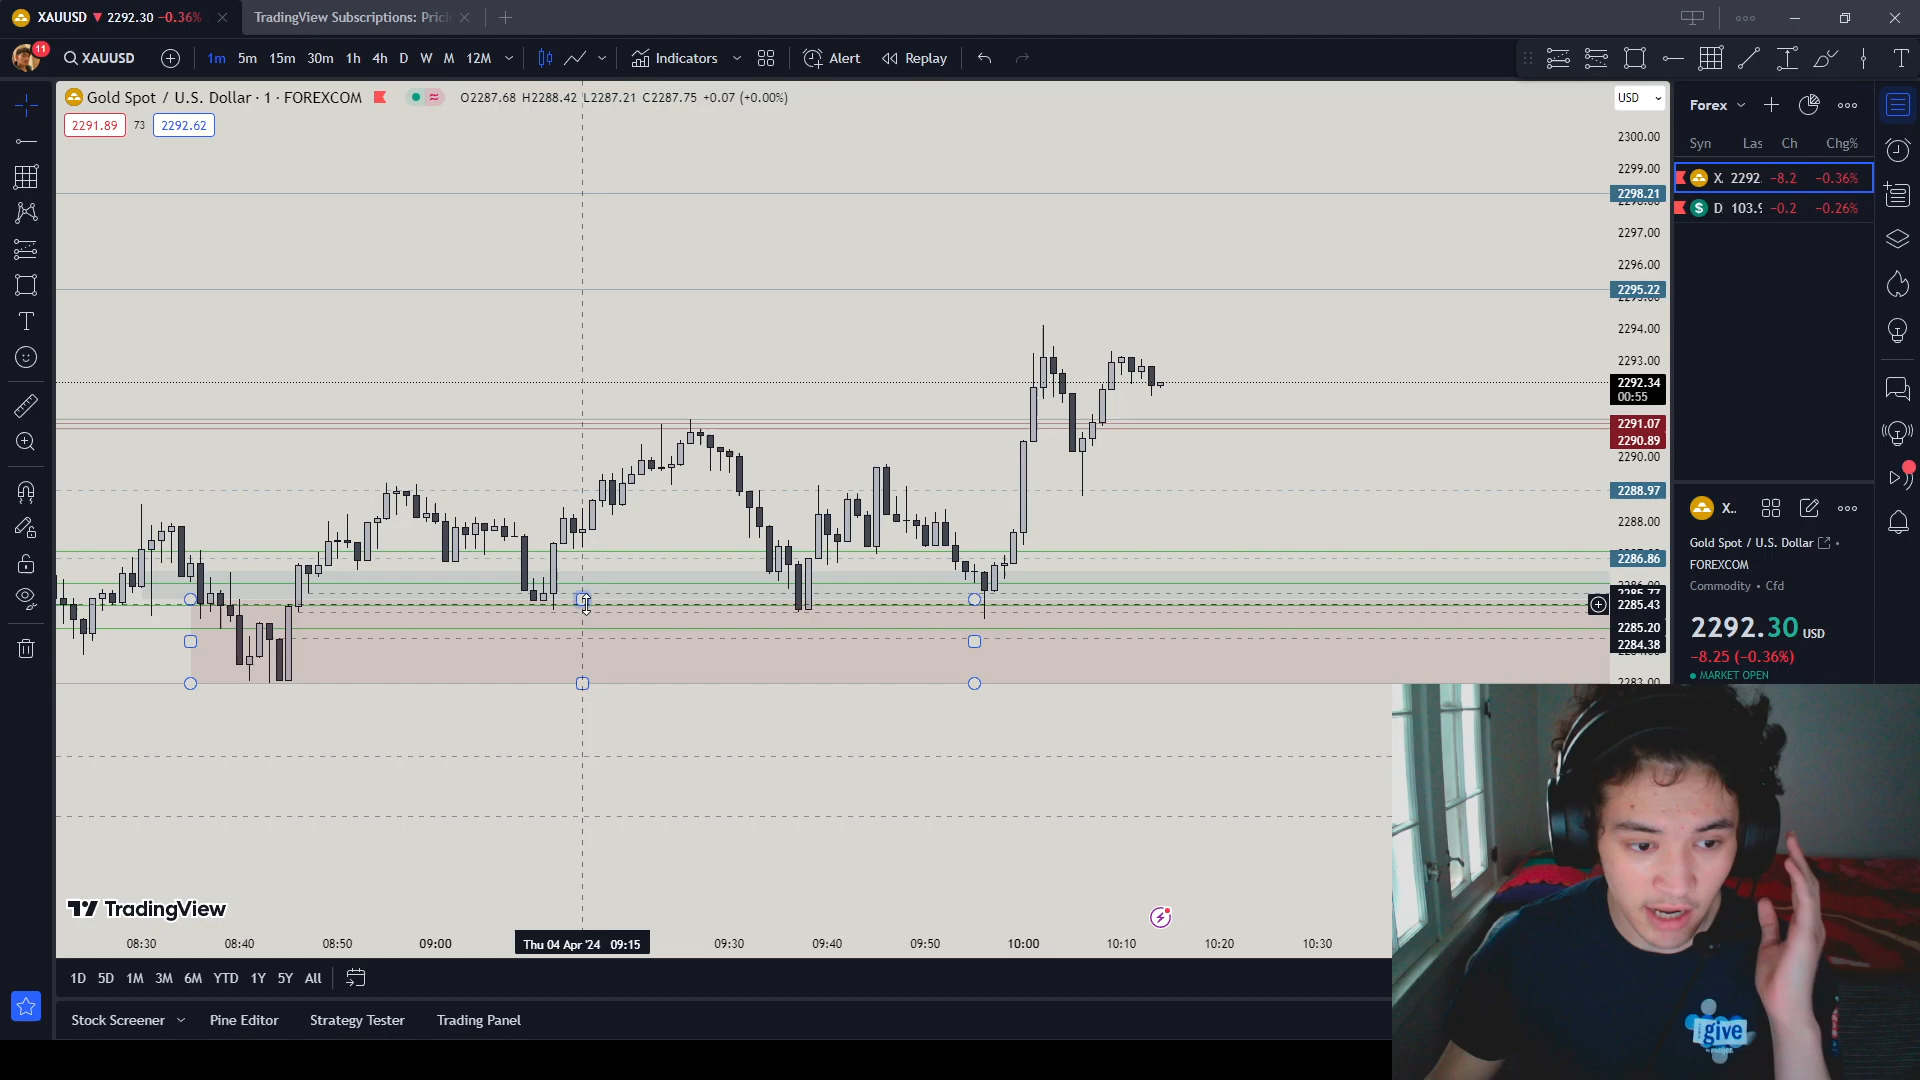 XAUUSD ▼ 2292.30 −0.36%
TradingView Subscriptions: Prici
11
XAUUSD
1m 5m 15m 30m 1h 4h D W M 12M
Indicators
Alert
Replay
Gold Spot / U.S. Dollar · 1 · FOREXCOM
O2287.68 H2288.42 L2287.21 C2287.75 +0.07 (+0.00%)
2291.89 73 2292.62
USD
2300.00
2299.00
2298.21
2297.00
2296.00
2295.22
2294.00
2293.00
2292.34
00:55
2291.07
2290.89
2290.00
2288.97
2288.00
2286.86
2285.43
2285.20
2284.38
2283.00
Forex
Syn Las Ch Chg%
X. 2292. −8.2 −0.36%
D 103.9 −0.2 −0.26%
X..
Gold Spot / U.S. Dollar
FOREXCOM
Commodity • Cfd
2292.30 USD
−8.25 (−0.36%)
MARKET OPEN
TradingView
08:30 08:40 08:50 09:00 Thu 04 Apr '24 09:15 09:30 09:40 09:50 10:00 10:10 10:20 10:30
1D 5D 1M 3M 6M YTD 1Y 5Y All
Stock Screener Pine Editor Strategy Tester Trading Panel
give